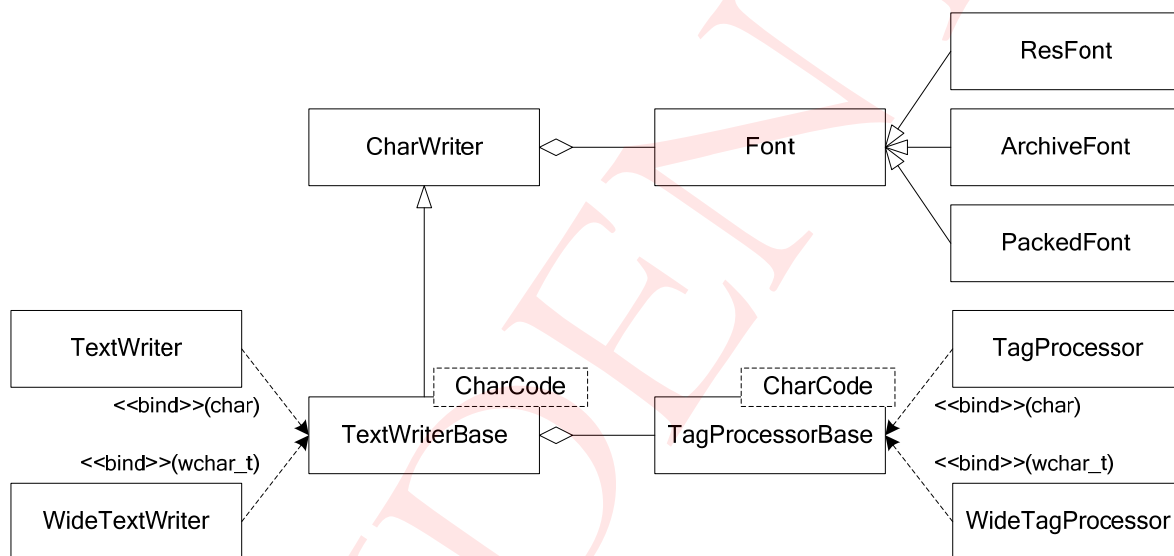 ResFont
CharWriter
Font
ArchiveFont
PackedFont
TextWriter
TagProcessor
CharCode
CharCode
<<bind>>(char)
<<bind>>(char)
TextWriterBase
TagProcessorBase
<<bind>>(wchar_t)
<<bind>>(wchar_t)
WideTextWriter
WideTagProcessor
DEN